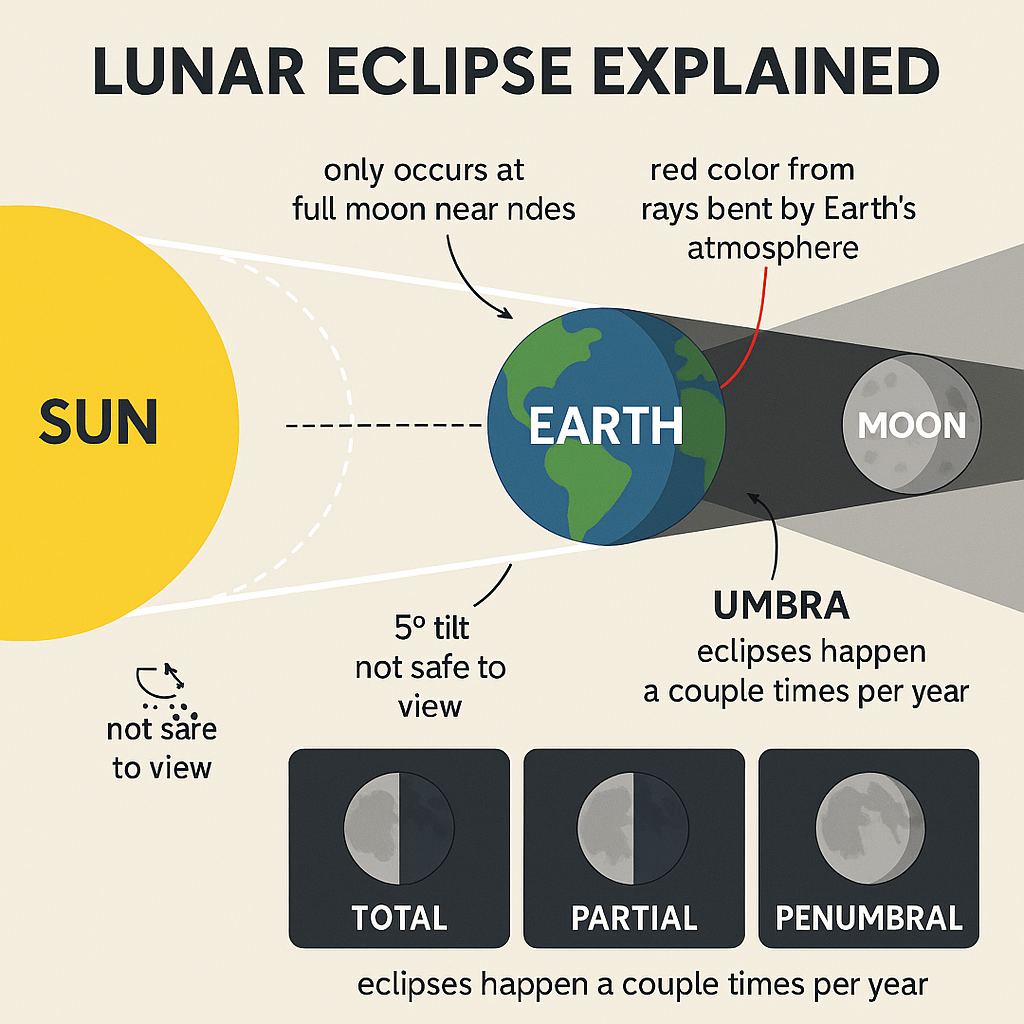 LUNAR ECLIPSE EXPLAINED
only occurs at
full moon near ndes
red color from
rays bent by Earth's
atmosphere
SUN
EARTH
MOON
5º tilt
not safe to
view
UMBRA
eclipses happen
a couple times per year
not sare
to view
TOTAL
PARTIAL
PENUMBRAL
eclipses happen a couple times per year